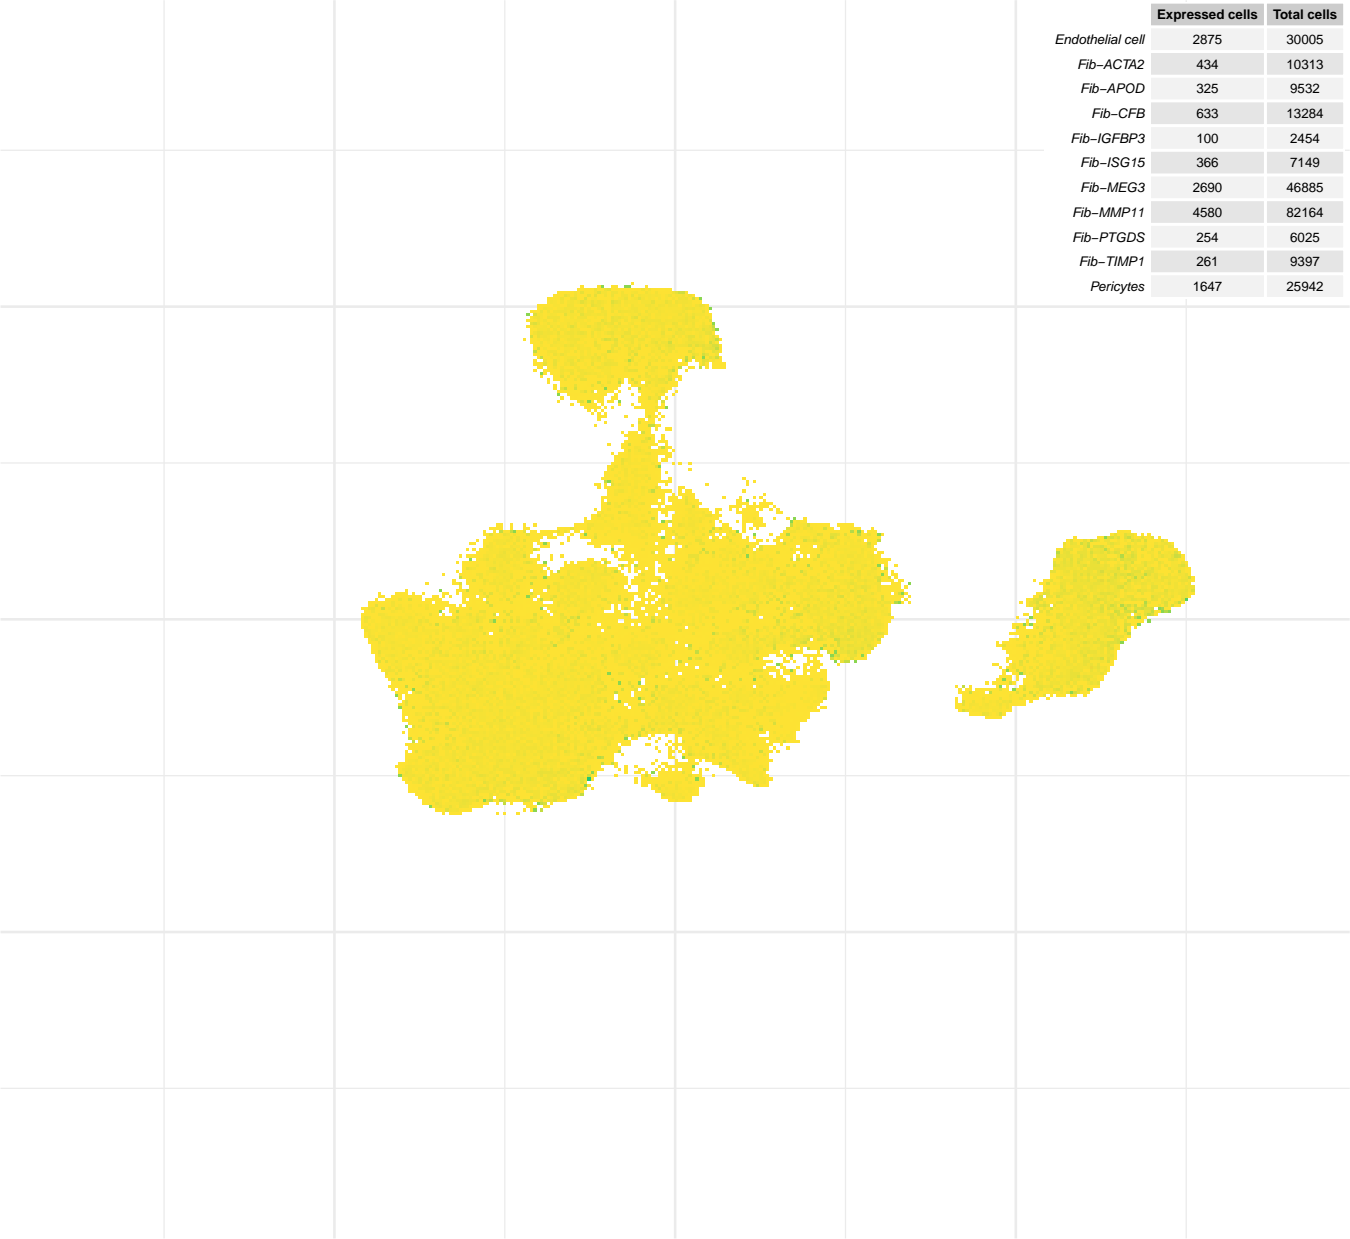 Expressed cells Total cells
Endothelial cell 2875 30005
Fib−ACTA2 434 10313
Fib−APOD 325 9532
Fib−CFB 633 13284
Fib−IGFBP3 100 2454
Fib−ISG15 366 7149
Fib−MEG3 2690 46885
Fib−MMP11 4580 82164
Fib−PTGDS 254 6025
Fib−TIMP1 261 9397
Pericytes 1647 25942